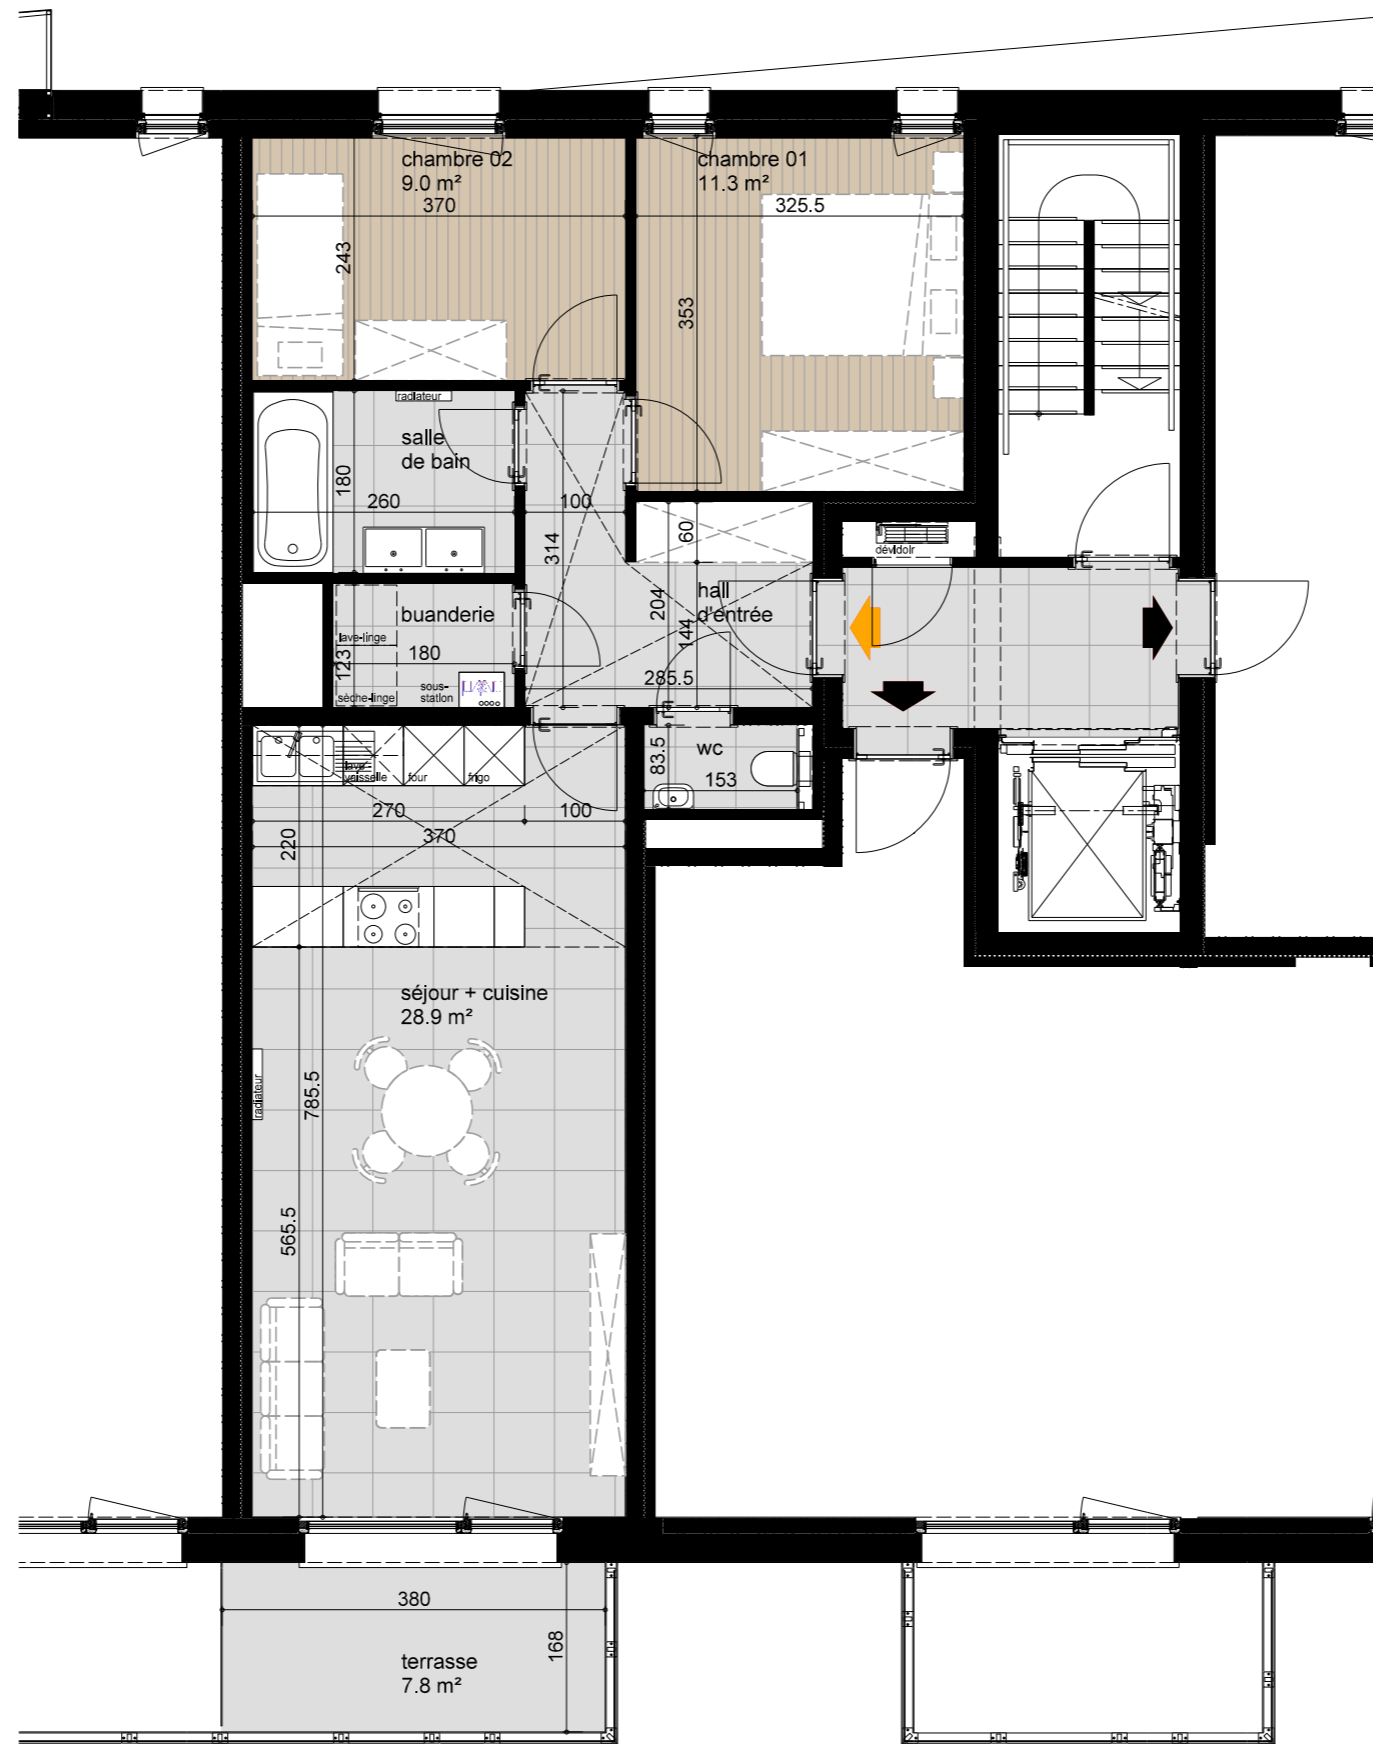 chambre 02
9.0 m²
370
243
chambre 01
11.3 m²
325.5
353
radiateur
salle
de bain
180
260
100
314
60
dévidoir
hall
d'entrée
204
144
285.5
buanderie
lave-linge
123
180
sèche-linge
sous-
station
wc
83.5
153
lave
vaisselle
four
frigo
270
100
370
220
séjour + cuisine
28.9 m²
radiateur
785.5
565.5
380
168
terrasse
7.8 m²